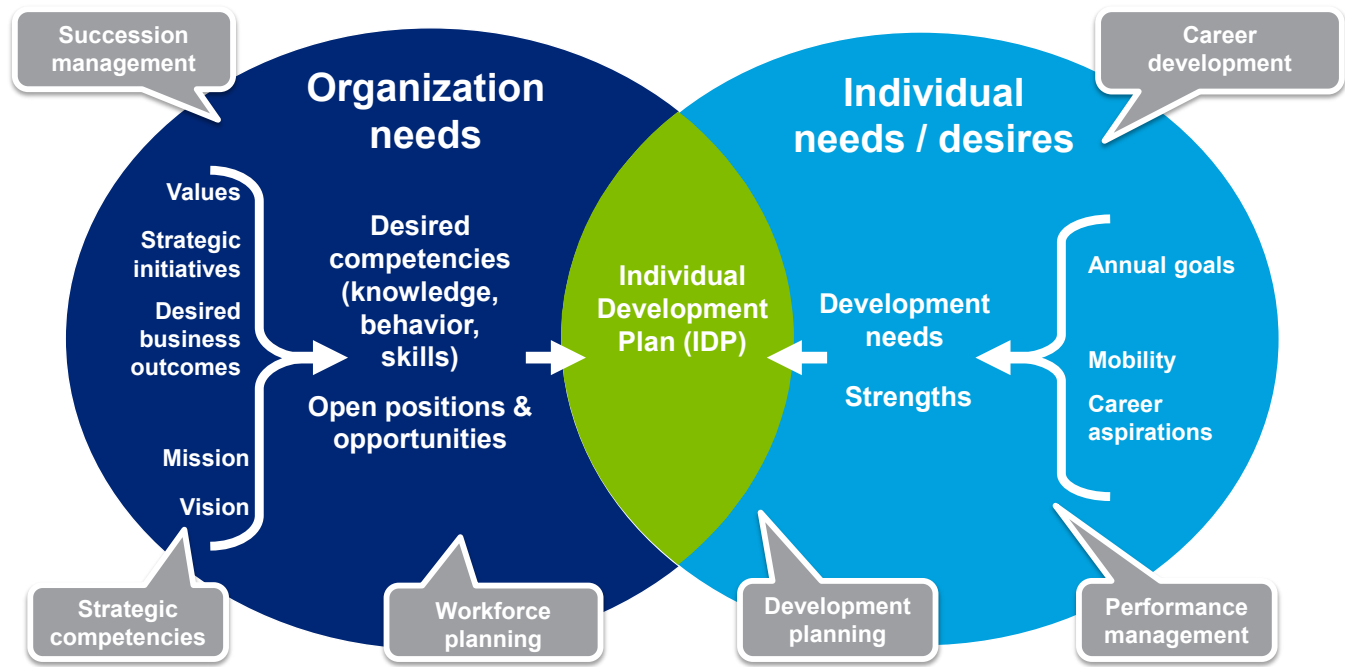 Succession
management
Career
development
Organization
needs
Individual
needs / desires
Values
Strategic
initiatives
Desired
business
outcomes
Mission
Vision
Desired
competencies
(knowledge,
behavior,
skills)
Open positions &
opportunities
Individual
Development
Plan (IDP)
Development
needs
Strengths
Annual goals
Mobility
Career
aspirations
Strategic
competencies
Workforce
planning
Development
planning
Performance
management